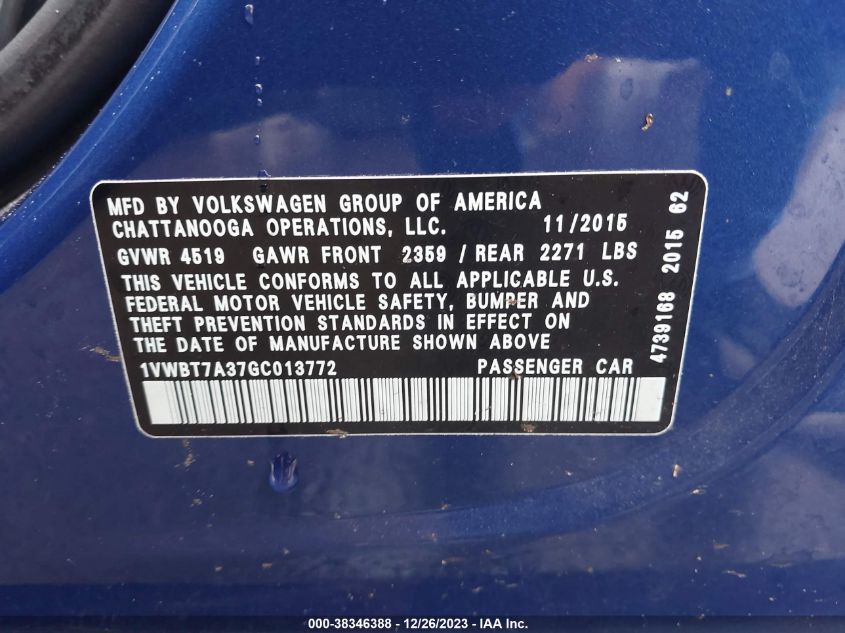 MFD BY VOLKSWAGEN GROUP OF AMERICA
CHATTANOOGA OPERATIONS, LLC. 11/2015
GVWR 4519 GAWR FRONT 2359 / REAR 2271 LBS
THIS VEHICLE CONFORMS TO ALL APPLICABLE U.S.
FEDERAL MOTOR VEHICLE SAFETY, BUMPER AND
THEFT PREVENTION STANDARDS IN EFFECT ON
THE DATE OF MANUFACTURE SHOWN ABOVE
1VWBT7A37GC013772 PASSENGER CAR
4739168 2015 62
000-38346388 - 12/26/2023 - IAA Inc.